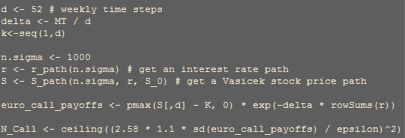 d <- 52 # weekly time steps
delta <- MT / d
k<-seq(1,d)
n.sigma <- 1000
r <- r_path(n.sigma) # get an interest rate path
S <- S_path(n.sigma, r, S_0) # get a Vasicek stock price path
euro_call_payoffs <- pmax(S[,d] - K, 0) * exp(-delta * rowSums(r))
N_Call <- ceiling((2.58 * 1.1 * sd(euro_call_payoffs) / epsilon)^2)